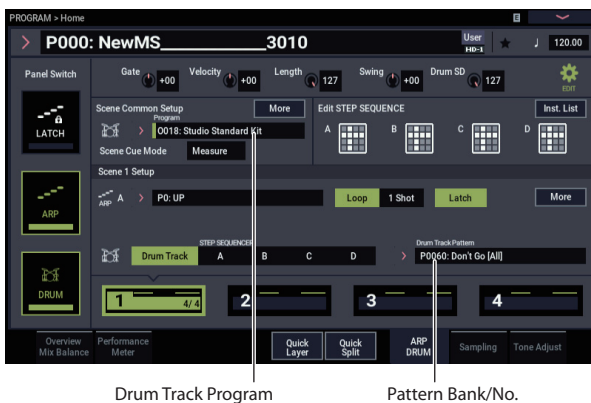 PROGRAM > Home
E
P000: NewMS__________3010
User
HD-1
♩ 120.00
Panel Switch
Gate +00 Velocity +00 Length 127 Swing +00 Drum SD 127
EDIT
LATCH
Scene Common Setup More
Program
0018: Studio Standard Kit
Scene Cue Mode Measure
Edit STEP SEQUENCE Inst. List
A B C D
Scene 1 Setup
ARP A > P0: UP Loop 1 Shot Latch More
ARP
STEP SEQUENCER
Drum Track A B C D
Drum Track Pattern
> P0060: Don't Go [All]
DRUM
1 4/4 2 3 4
Overview Mix Balance
Performance Meter
Quick Layer
Quick Split
ARP DRUM
Sampling
Tone Adjust
Drum Track Program
Pattern Bank/No.